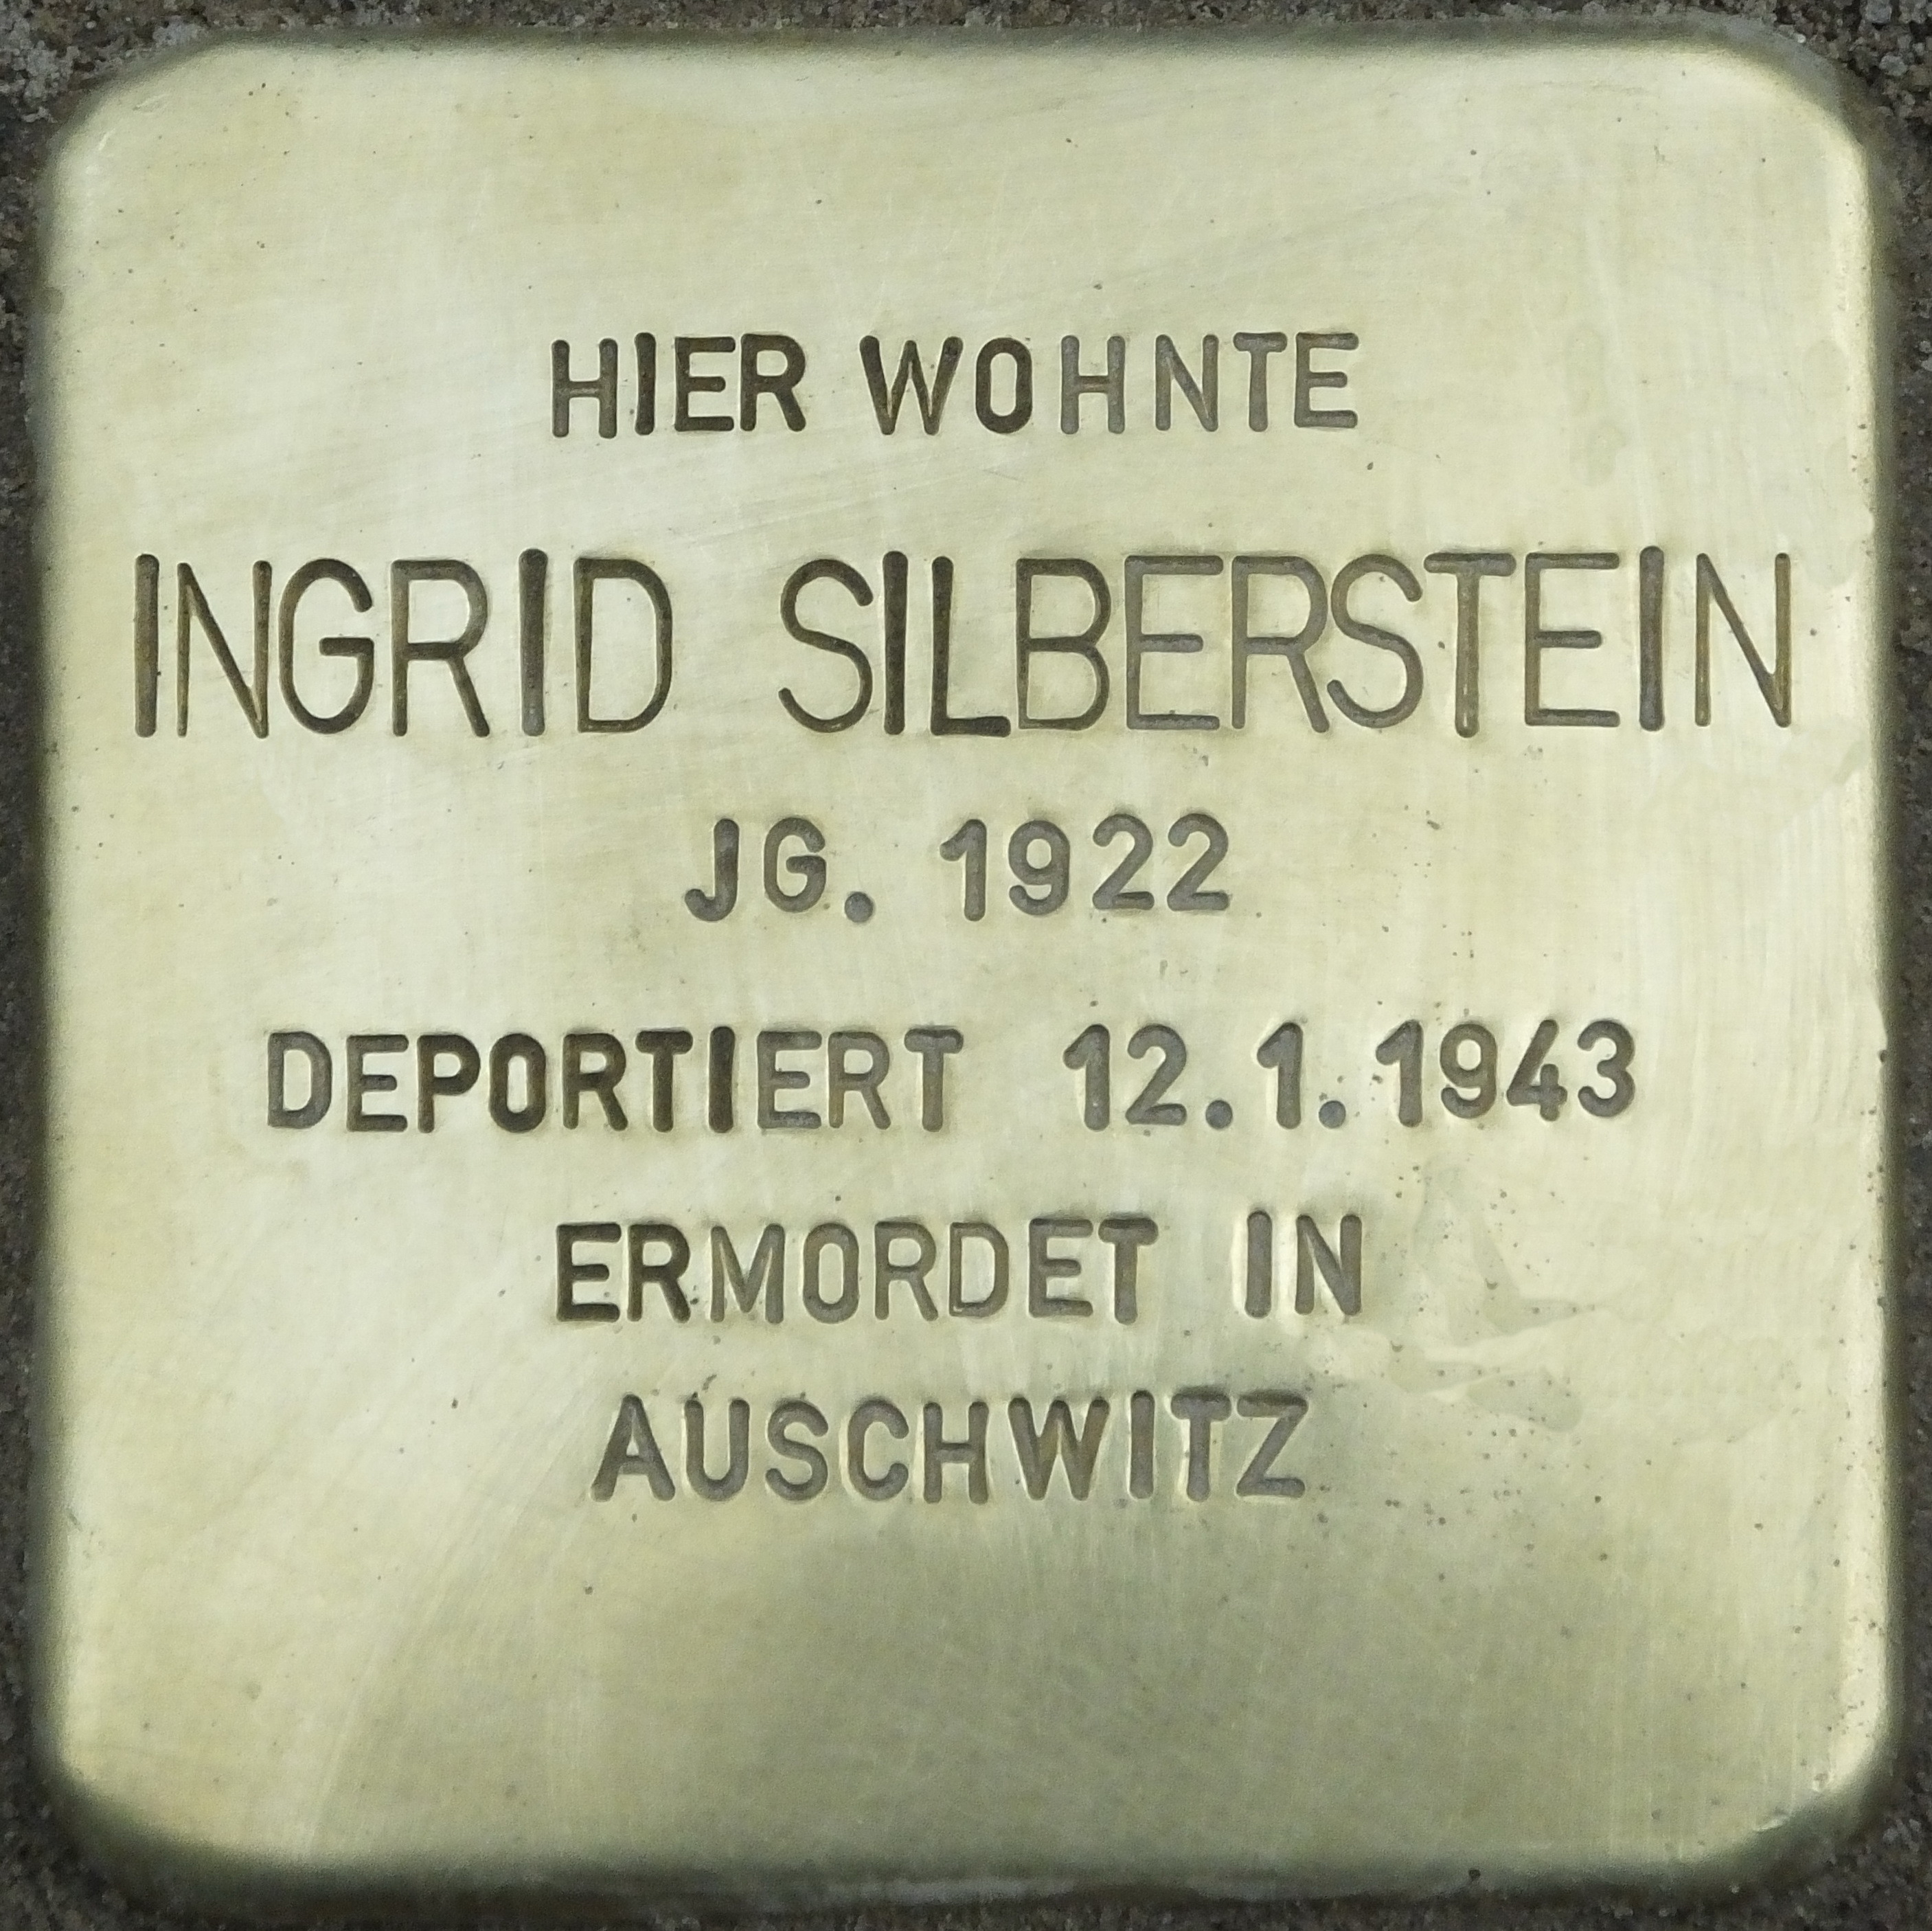 HIER WOHNTE
INGRID SILBERSTEIN
JG. 1922
DEPORTIERT 12.1.1943
ERMORDET IN
AUSCHWITZ